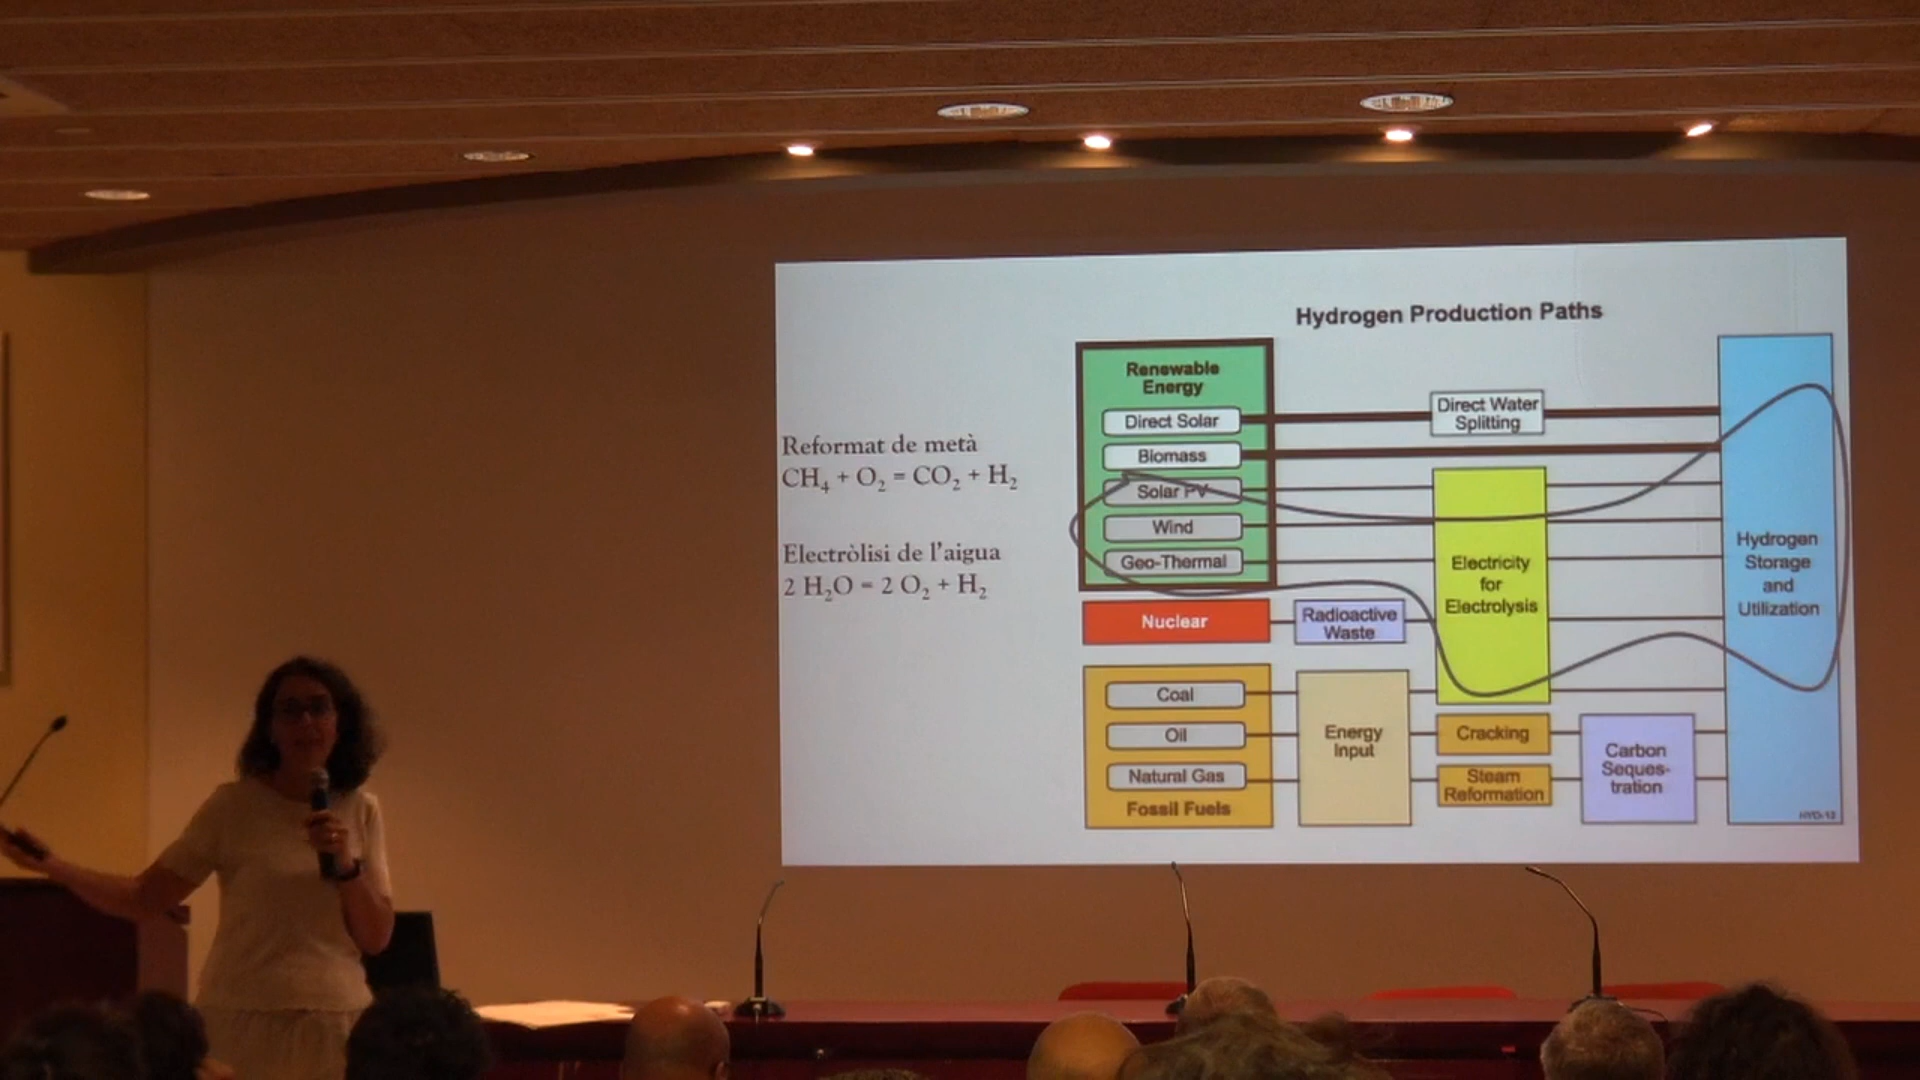 Hydrogen Production Paths
Reformat de metà
CH₄ + O₂ = CO₂ + H₂
Electròlisi de l'aigua
2 H₂O = 2 O₂ + H₂
Renewable
Energy
Direct Solar
Biomass
Solar PV
Wind
Geo-Thermal
Nuclear
Coal
Oil
Natural Gas
Fossil Fuels
Radioactive
Waste
Energy
Input
Direct Water
Splitting
Electricity
for
Electrolysis
Cracking
Steam
Reformation
Carbon
Seques-
tration
Hydrogen
Storage
and
Utilization
HYD-12